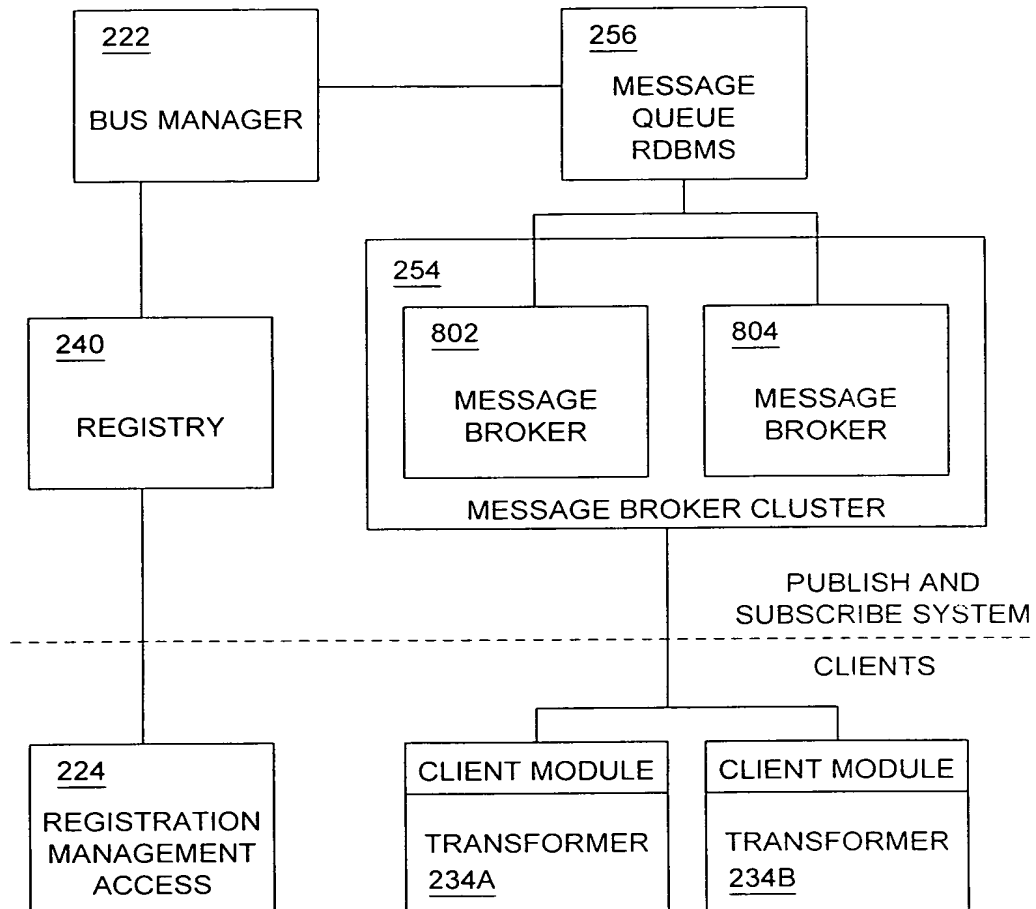 222
BUS MANAGER
256
MESSAGE
QUEUE
RDBMS
254
802
MESSAGE
BROKER
804
MESSAGE
BROKER
MESSAGE BROKER CLUSTER
240
REGISTRY
PUBLISH AND
SUBSCRIBE SYSTEM
CLIENTS
224
REGISTRATION
MANAGEMENT
ACCESS
CLIENT MODULE
TRANSFORMER
234A
CLIENT MODULE
TRANSFORMER
234B